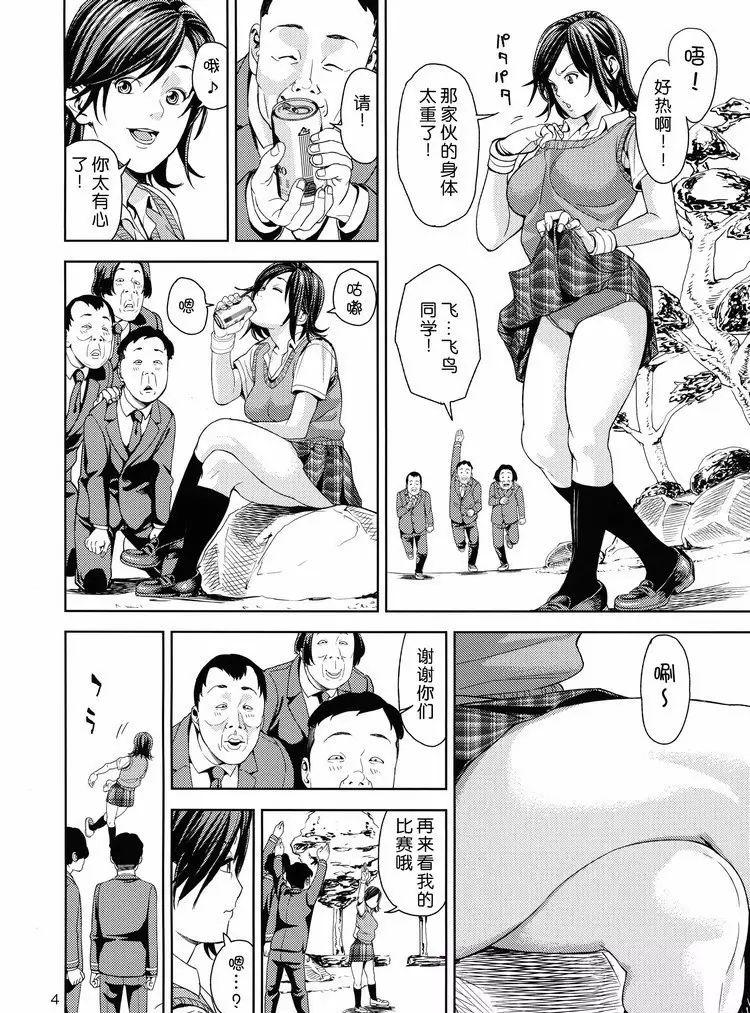 唔！
好热啊！！
パタパタ
那家伙的身体
太重了！
飞…飞鸟
同学！
请！
哦♪
你太有心
了！
咕嘟
嗯
唰～
谢谢你们
再来看我的
比赛哦
嗯…?
クラ
4